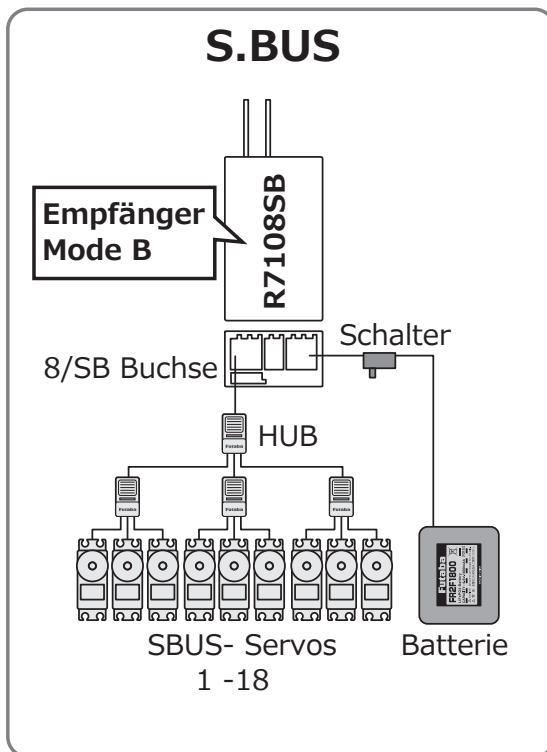 S.BUS
Empfänger
Mode B
R7108SB
8/SB Buchse
Schalter
HUB
Futaba
Futaba
Futaba
Futaba
Futaba
FR2F1800
SBUS- Servos
1 -18
Batterie